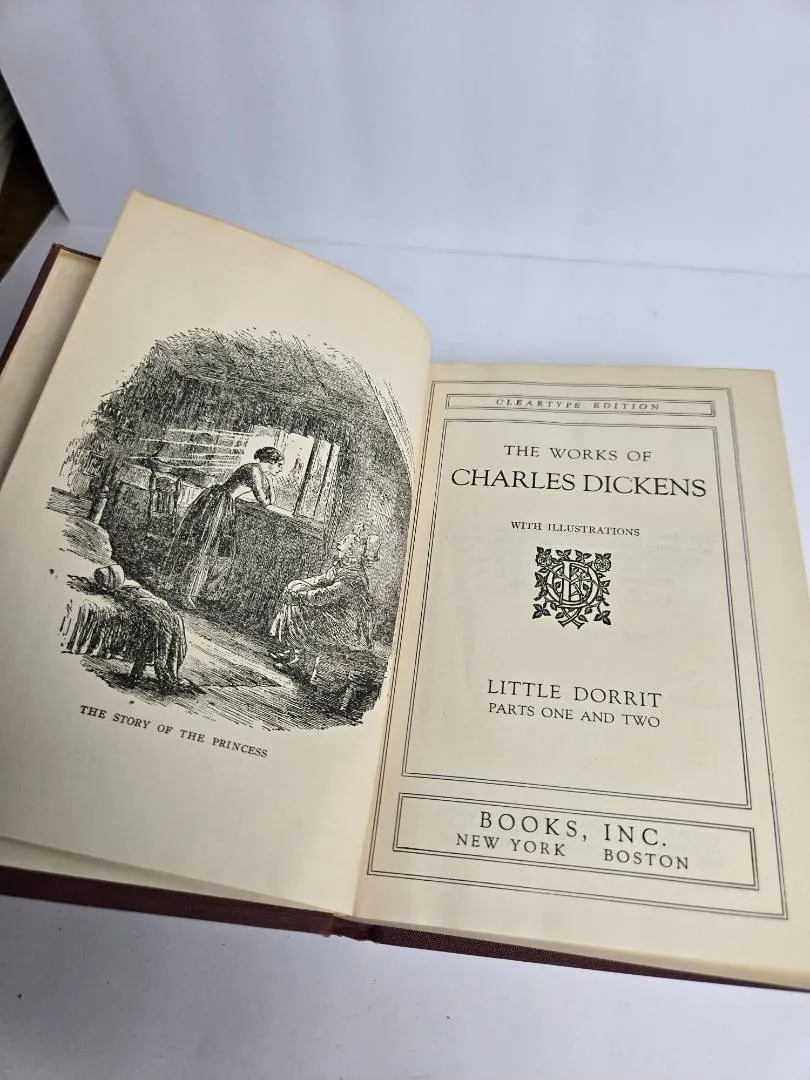 THE STORY OF THE PRINCESS
CLEARTYPE EDITION
THE WORKS OF
CHARLES DICKENS
WITH ILLUSTRATIONS
LITTLE DORRIT
PARTS ONE AND TWO
BOOKS, INC.
NEW YORK BOSTON